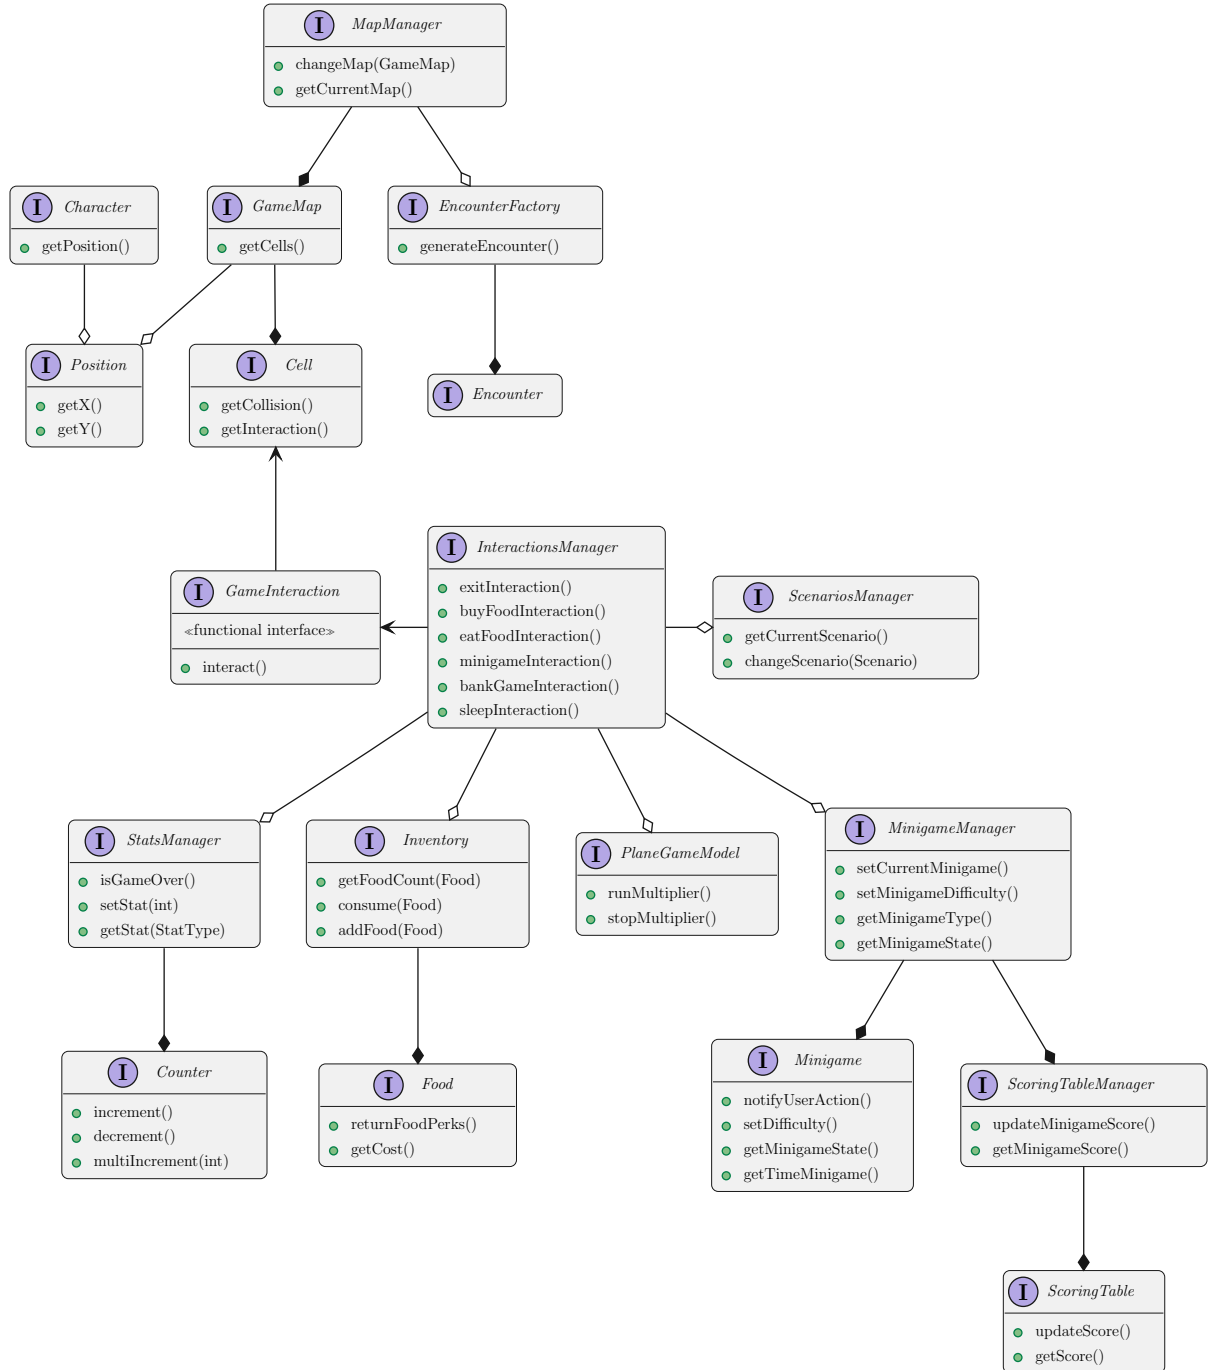 I MapManager
changeMap(GameMap)
getCurrentMap()
I Character
getPosition()
I GameMap
getCells()
I EncounterFactory
generateEncounter()
I Position
getX()
getY()
I Cell
getCollision()
getInteraction()
I Encounter
I InteractionsManager
exitInteraction()
buyFoodInteraction()
eatFoodInteraction()
minigameInteraction()
bankGameInteraction()
sleepInteraction()
I GameInteraction
≪functional interface≫
interact()
I ScenariosManager
getCurrentScenario()
changeScenario(Scenario)
I StatsManager
isGameOver()
setStat(int)
getStat(StatType)
I Inventory
getFoodCount(Food)
consume(Food)
addFood(Food)
I PlaneGameModel
runMultiplier()
stopMultiplier()
I MinigameManager
setCurrentMinigame()
setMinigameDifficulty()
getMinigameType()
getMinigameState()
I Counter
increment()
decrement()
multiIncrement(int)
I Food
returnFoodPerks()
getCost()
I Minigame
notifyUserAction()
setDifficulty()
getMinigameState()
getTimeMinigame()
I ScoringTableManager
updateMinigameScore()
getMinigameScore()
I ScoringTable
updateScore()
getScore()